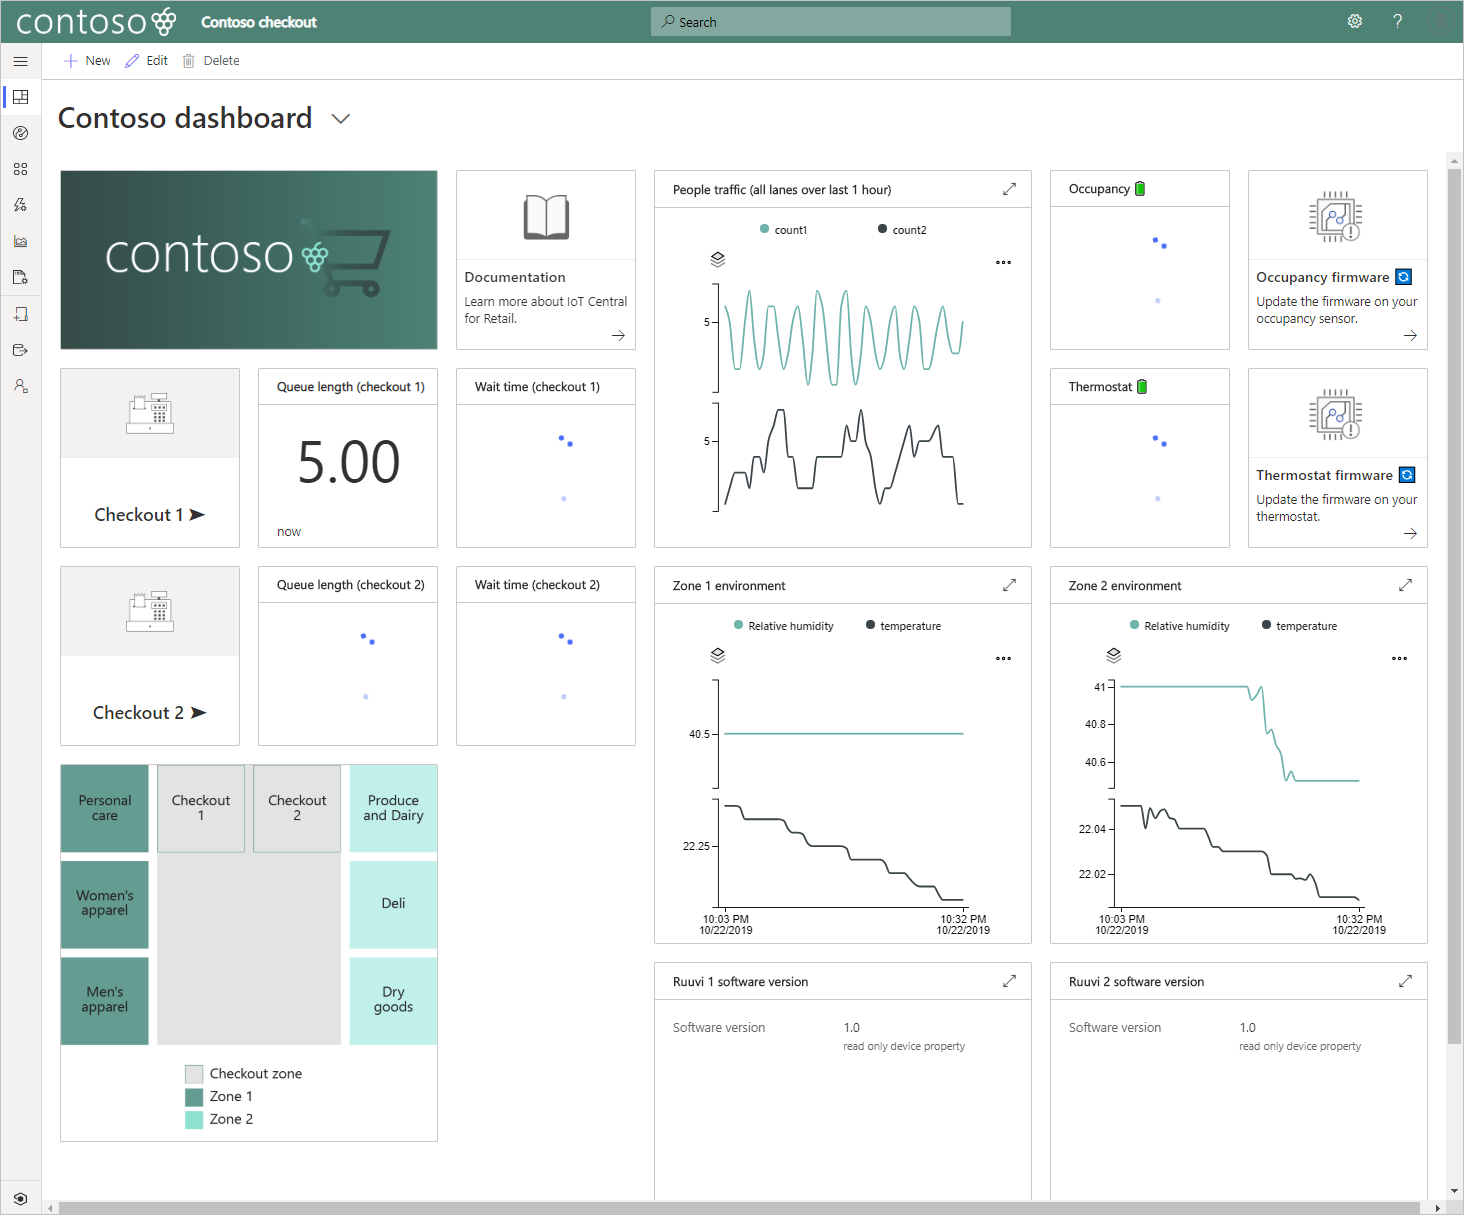 contoso
Contoso checkout
Search
?
New
Edit
Delete
Contoso dashboard
contoso
Documentation
Learn more about IoT Central
for Retail.
People traffic (all lanes over last 1 hour)
count1
count2
5
5
Occupancy
Occupancy firmware
Update the firmware on your
occupancy sensor.
Checkout 1
Queue length (checkout 1)
5.00
now
Wait time (checkout 1)
Thermostat
Thermostat firmware
Update the firmware on your
thermostat.
Checkout 2
Queue length (checkout 2)
Wait time (checkout 2)
Zone 1 environment
Relative humidity
temperature
40.5
22.25
10:03 PM
10/22/2019
10:32 PM
10/22/2019
Zone 2 environment
Relative humidity
temperature
41
40.8
40.6
22.04
22.02
10:03 PM
10/22/2019
10:32 PM
10/22/2019
Personal
care
Checkout
1
Checkout
2
Produce
and Dairy
Women's
apparel
Deli
Men's
apparel
Dry
goods
Checkout zone
Zone 1
Zone 2
Ruuvi 1 software version
Software version
1.0
read only device property
Ruuvi 2 software version
Software version
1.0
read only device property